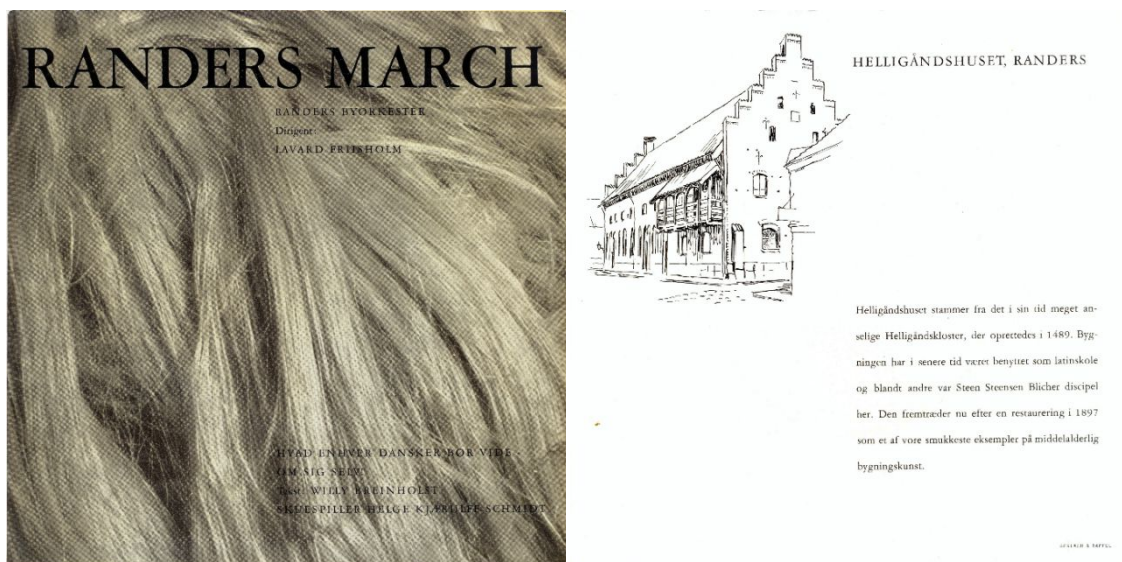 RANDERS MARCH
RANDERS BYORKESTER
Dirigent:
LAVARD FRIISHOLM
HVAD ENHVER DANSKER BØR VIDE -
OM SIG SELV!
Tekst: WILLY BREINHOLST
SKUESPILLER HELGE KJÆRULFF-SCHMIDT
HELLIGÅNDSHUSET, RANDERS
Helligåndshuset stammer fra det i sin tid meget an-
selige Helligåndskloster, der oprettedes i 1489. Byg-
ningen har i senere tid været benyttet som latinskole
og blandt andre var Steen Steensen Blicher discipel
her. Den fremtræder nu efter en restaurering i 1897
som et af vore smukkeste eksempler på middelalderlig
bygningskunst.